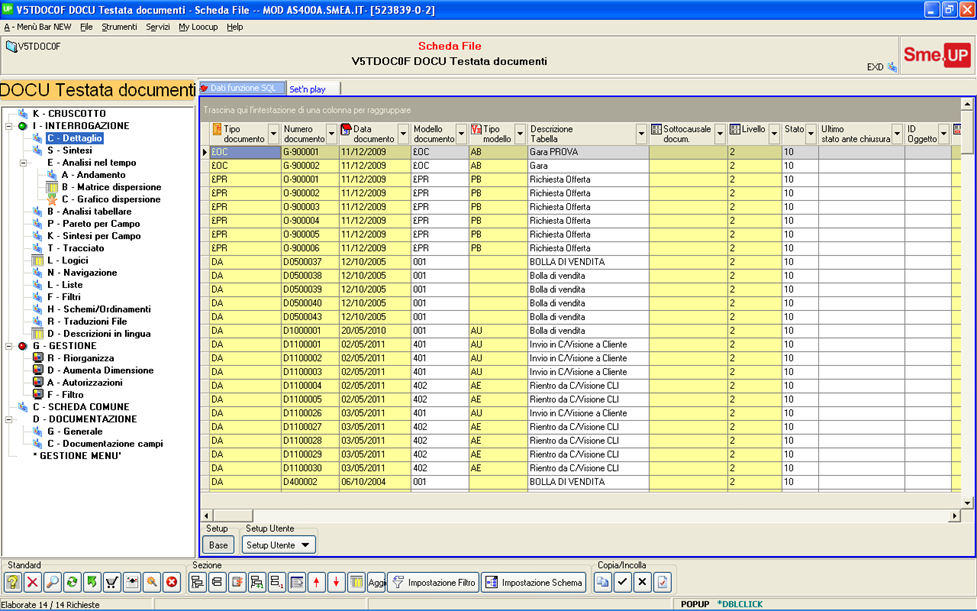 V5TDOC0F DOCU Testata documenti - Scheda File -- MOD AS400A.SMEA.IT- [523839-0-2]
A - Menù Bar NEW File Strumenti Servizi My Loocup Help
V5TDOC0F
Scheda File
V5TDOC0F DOCU Testata documenti
EXD
Sme.UP
DOCU Testata documenti
K - CRUSCOTTO
I - INTERROGAZIONE
C - Dettaglio
S - Sintesi
E - Analisi nel tempo
A - Andamento
B - Matrice dispersione
C - Grafico dispersione
B - Analisi tabellare
P - Pareto per Campo
K - Sintesi per Campo
T - Tracciato
L - Logici
N - Navigazione
L - Liste
F - Filtri
H - Schemi/Ordinamenti
R - Traduzioni File
D - Descrizioni in lingua
G - GESTIONE
R - Riorganizza
D - Aumenta Dimensione
A - Autorizzazioni
F - Filtro
C - SCHEDA COMUNE
D - DOCUMENTAZIONE
G - Generale
C - Documentazione campi
* GESTIONE MENU'
Dati funzione SQL Set'n play
Trascina qui l'intestazione di una colonna per raggruppare
Tipo documento Numero documento Data documento Modello documento Tipo modello Descrizione Tabella Sottocausale docum. Livello Stato Ultimo stato ante chiusura ID Oggetto
£OC G-900001 11/12/2009 £OC AB Gara PROVA 2 10
£OC G-900002 11/12/2009 £OC AB Gara 2 10
£PR O-900001 11/12/2009 £PR PB Richiesta Offerta 2 10
£PR O-900002 11/12/2009 £PR PB Richiesta Offerta 2 10
£PR O-900003 11/12/2009 £PR PB Richiesta Offerta 2 10
£PR O-900004 11/12/2009 £PR PB Richiesta Offerta 2 10
£PR O-900005 11/12/2009 £PR PB Richiesta Offerta 2 10
£PR O-900006 11/12/2009 £PR PB Richiesta Offerta 2 10
DA D0500037 12/10/2005 001 BOLLA DI VENDITA 2 10
DA D0500038 12/10/2005 001 Bolla di vendita 2 10
DA D0500039 12/10/2005 001 Bolla di vendita 2 10
DA D0500040 12/10/2005 001 Bolla di vendita 2 10
DA D0500043 12/10/2005 001 Bolla di vendita 2 10
DA D1000001 20/05/2010 001 AU Bolla di vendita 2 10
DA D1100001 02/05/2011 401 AU Invio in C/Visione a Cliente 2 10
DA D1100002 02/05/2011 401 AU Invio in C/Visione a Cliente 2 10
DA D1100003 02/05/2011 401 AU Invio in C/Visione a Cliente 2 10
DA D1100004 02/05/2011 402 AE Rientro da C/Visione CLI 2 10
DA D1100005 02/05/2011 402 AE Rientro da C/Visione CLI 2 10
DA D1100026 03/05/2011 401 AU Invio in C/Visione a Cliente 2 10
DA D1100027 03/05/2011 402 AE Rientro da C/Visione CLI 2 10
DA D1100028 03/05/2011 402 AE Rientro da C/Visione CLI 2 10
DA D1100029 03/05/2011 402 AE Rientro da C/Visione CLI 2 10
DA D1100030 03/05/2011 402 AE Rientro da C/Visione CLI 2 10
DA D400002 06/10/2004 001 BOLLA DI VENDITA 2 10
Setup Setup Utente
Base Setup Utente
Standard Sezione Copia/Incolla
Aggi Impostazione Filtro Impostazione Schema
Elaborate 14 / 14 Richieste POPUP *DBLCLICK